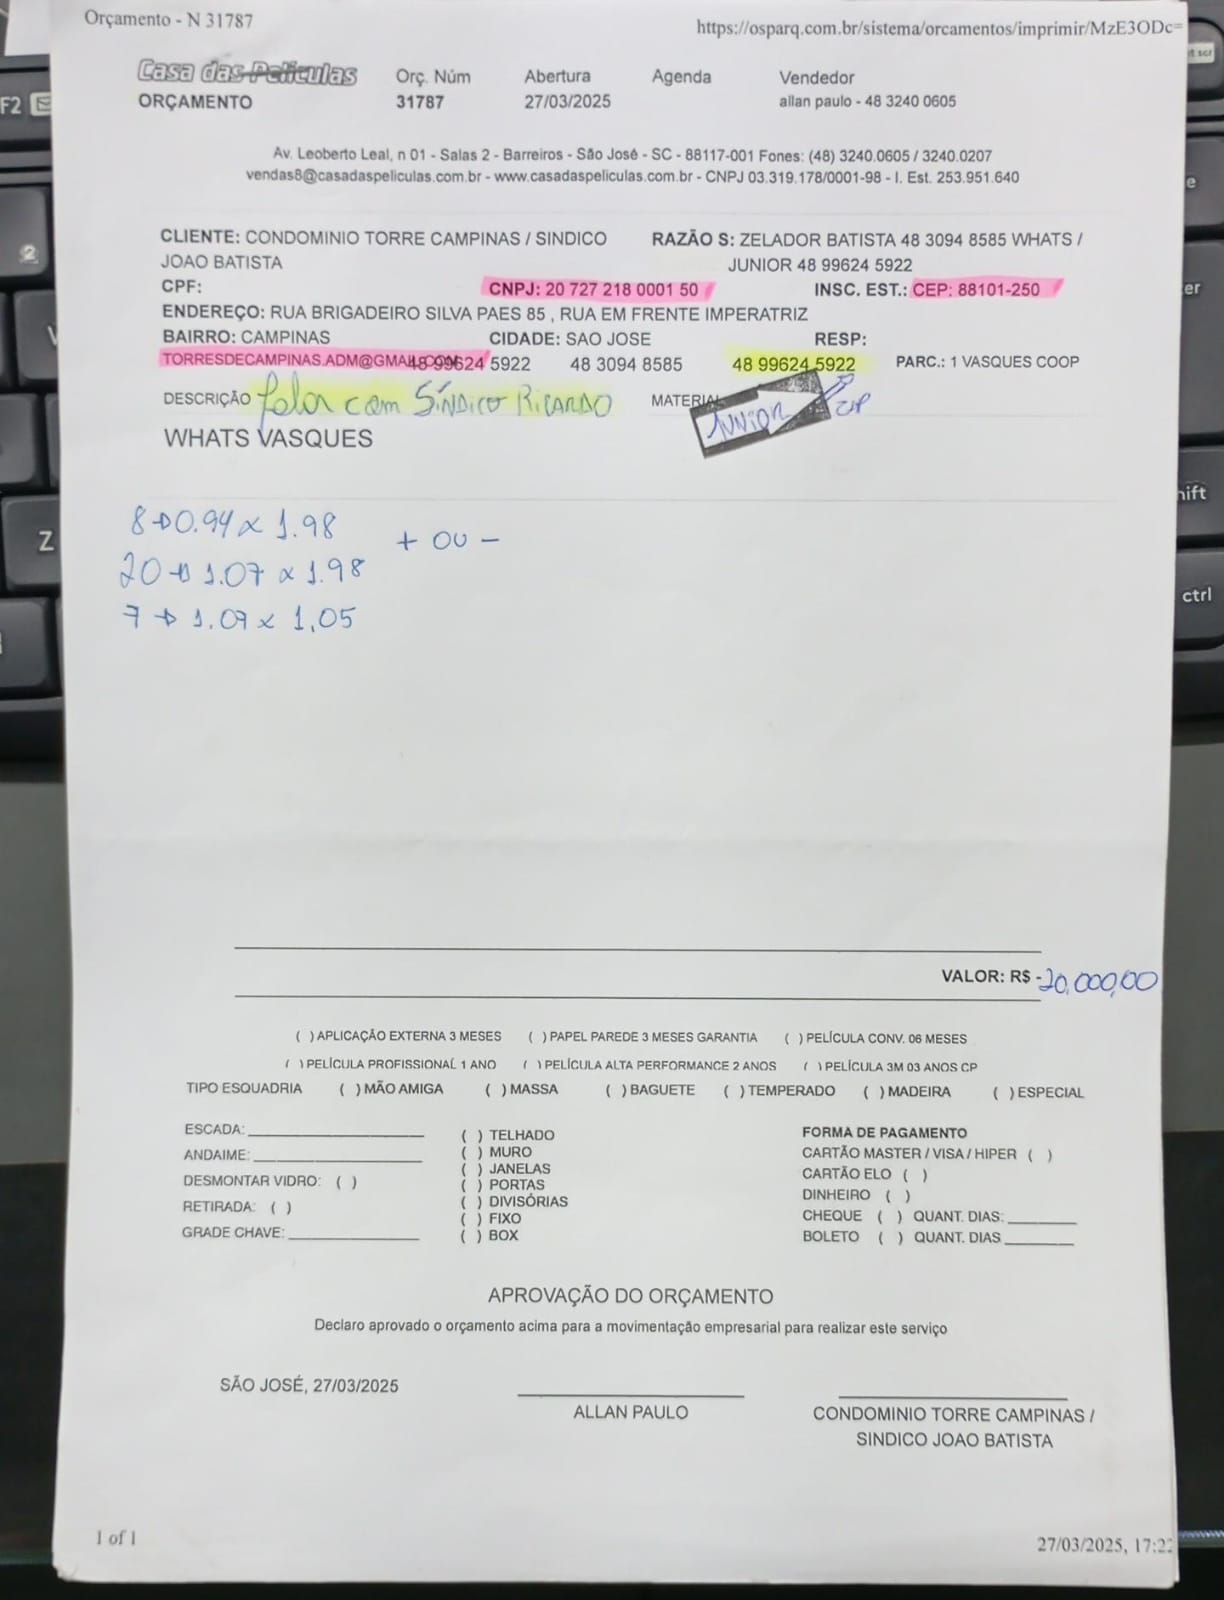 Orçamento - N 31787
https://osparq.com.br/sistema/orcamentos/imprimir/MzE3ODc=
Casa das Películas Orç. Núm Abertura Agenda Vendedor
ORÇAMENTO 31787 27/03/2025 allan paulo - 48 3240 0605
Av. Leoberto Leal, n 01 - Salas 2 - Barreiros - São José - SC - 88117-001 Fones: (48) 3240.0605 / 3240.0207
vendas8@casadaspeliculas.com.br - www.casadaspeliculas.com.br - CNPJ 03.319.178/0001-98 - I. Est. 253.951.640
CLIENTE: CONDOMINIO TORRE CAMPINAS / SINDICO RAZÃO S: ZELADOR BATISTA 48 3094 8585 WHATS /
JOAO BATISTA JUNIOR 48 99624 5922
CPF: CNPJ: 20 727 218 0001 50 INSC. EST.: CEP: 88101-250
ENDEREÇO: RUA BRIGADEIRO SILVA PAES 85 , RUA EM FRENTE IMPERATRIZ
BAIRRO: CAMPINAS CIDADE: SAO JOSE RESP:
TORRESDECAMPINAS.ADM@GMAIL.COM 48 99624 5922 48 3094 8585 48 99624 5922 PARC.: 1 VASQUES COOP
DESCRIÇÃO falar com SÍNDICO RICARDO MATERIAL JUNIOR
WHATS VASQUES
8→0.94 x 1.98
+ OU -
20→1.07 x 1.98
7→1.07 x 1,05
VALOR: R$ -20.000,00
( ) APLICAÇÃO EXTERNA 3 MESES ( ) PAPEL PAREDE 3 MESES GARANTIA ( ) PELÍCULA CONV. 06 MESES
( ) PELÍCULA PROFISSIONAL 1 ANO ( ) PELÍCULA ALTA PERFORMANCE 2 ANOS ( ) PELÍCULA 3M 03 ANOS CP
TIPO ESQUADRIA ( ) MÃO AMIGA ( ) MASSA ( ) BAGUETE ( ) TEMPERADO ( ) MADEIRA ( ) ESPECIAL
ESCADA: ( ) TELHADO FORMA DE PAGAMENTO
ANDAIME: ( ) MURO CARTÃO MASTER / VISA / HIPER ( )
( ) JANELAS CARTÃO ELO ( )
DESMONTAR VIDRO: ( ) ( ) PORTAS
RETIRADA: ( ) ( ) DIVISÓRIAS DINHEIRO ( )
( ) FIXO CHEQUE ( ) QUANT. DIAS:
GRADE CHAVE: ( ) BOX BOLETO ( ) QUANT. DIAS
APROVAÇÃO DO ORÇAMENTO
Declaro aprovado o orçamento acima para a movimentação empresarial para realizar este serviço
SÃO JOSÉ, 27/03/2025
ALLAN PAULO CONDOMINIO TORRE CAMPINAS /
SINDICO JOAO BATISTA
1 of 1
27/03/2025, 17:22
F2
2
Z
hift
ctrl